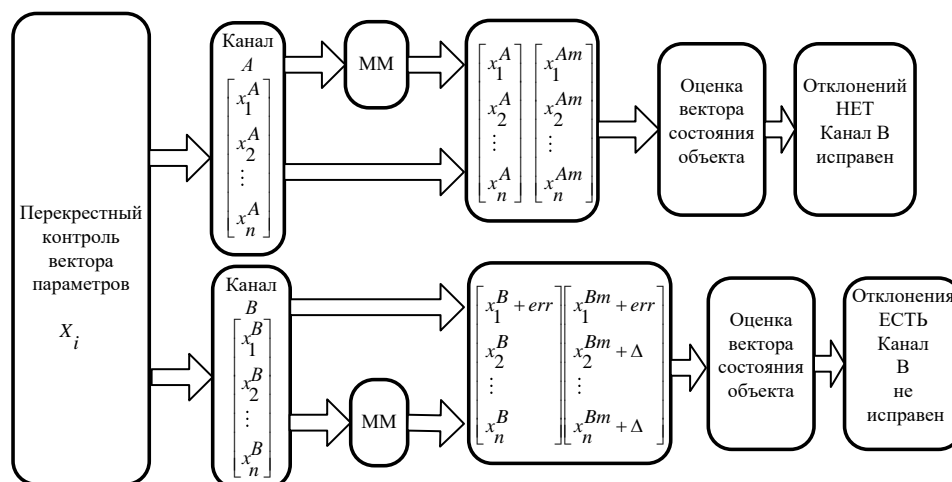 Перекрестный
контроль
вектора
параметров
X_i
Канал
A
x_1^A
x_2^A
⋮
x_n^A
ММ
x_1^A x_1^{Am}
x_2^A x_2^{Am}
⋮ ⋮
x_n^A x_n^{Am}
Оценка
вектора
состояния
объекта
Отклонений
НЕТ
Канал В
исправен
Канал
B
x_1^B
x_2^B
⋮
x_n^B
ММ
x_1^B + err x_1^{Bm} + err
x_2^B x_2^{Bm} + Δ
⋮ ⋮
x_n^B x_n^{Bm} + Δ
Оценка
вектора
состояния
объекта
Отклонения
ЕСТЬ
Канал
В
не
исправен